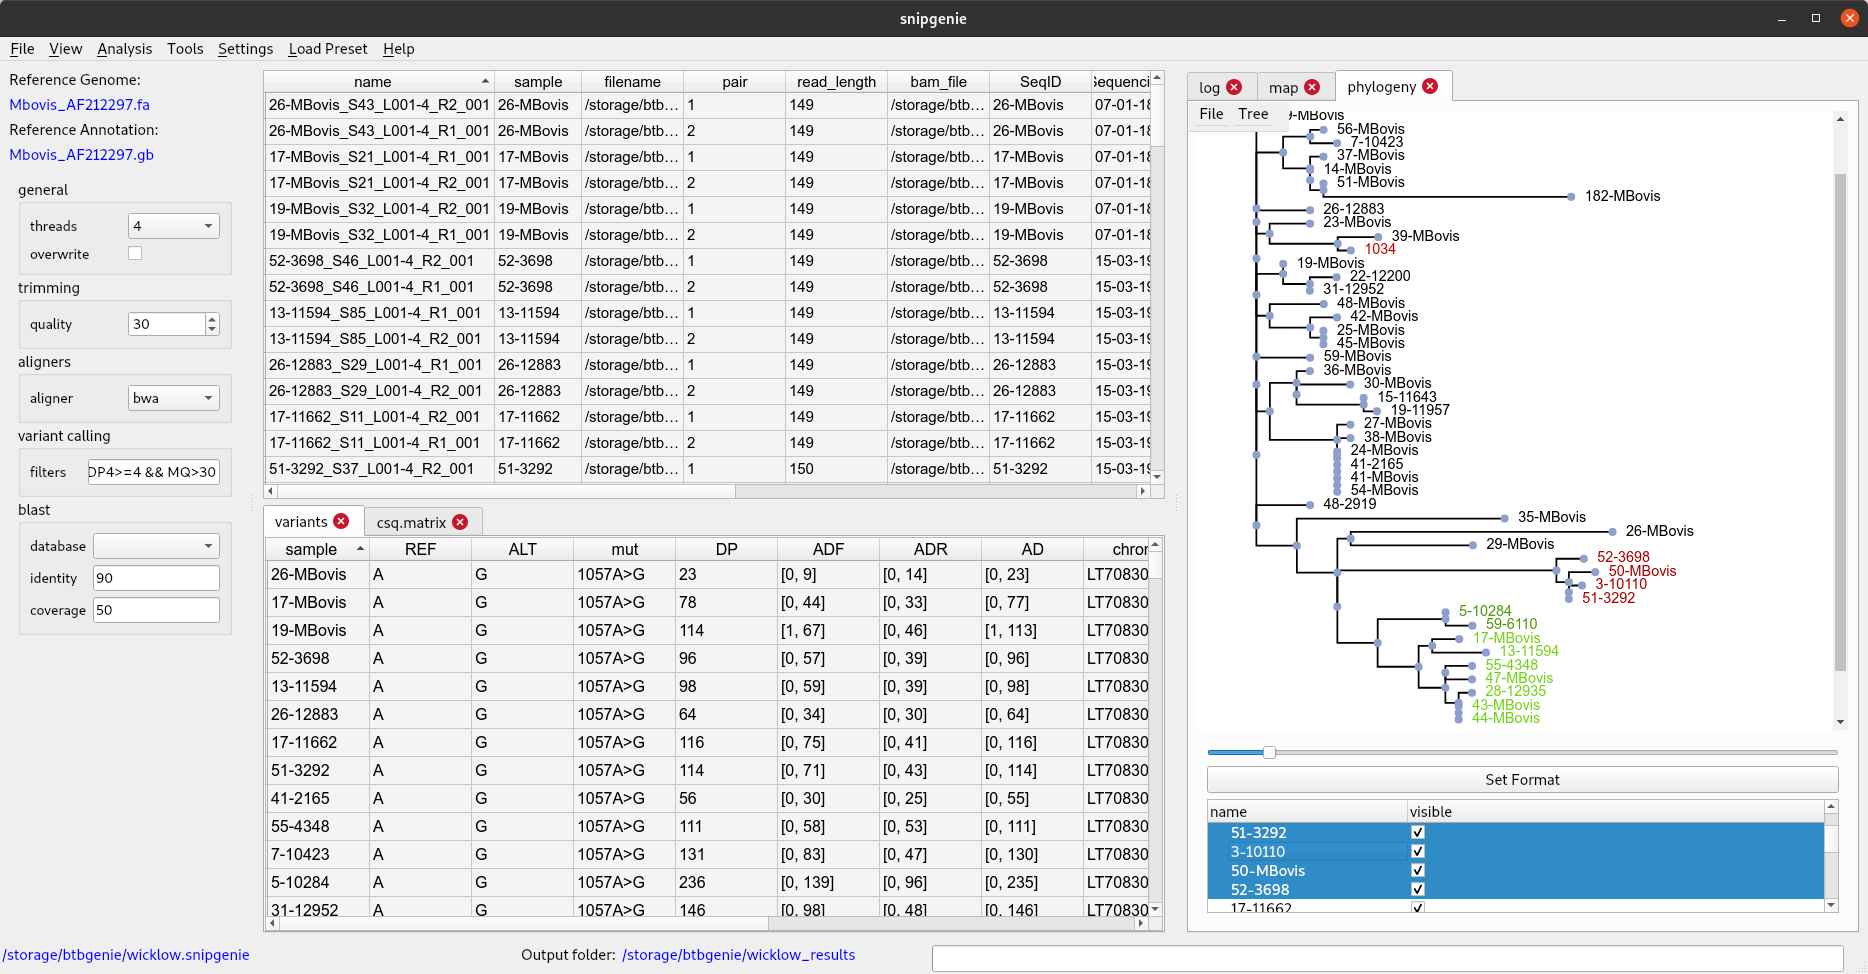 snipgenie
File View Analysis Tools Settings Load Preset Help
Reference Genome:
Mbovis_AF212297.fa
Reference Annotation:
Mbovis_AF212297.gb
general
threads 4
overwrite
trimming
quality 30
aligners
aligner bwa
variant calling
filters DP4>=4 && MQ>30
blast
database
identity 90
coverage 50
name sample filename pair read_length bam_file SeqID Sequenci
26-MBovis_S43_L001-4_R2_001 26-MBovis /storage/btb... 1 149 /storage/btb... 26-MBovis 07-01-18
26-MBovis_S43_L001-4_R1_001 26-MBovis /storage/btb... 2 149 /storage/btb... 26-MBovis 07-01-18
17-MBovis_S21_L001-4_R1_001 17-MBovis /storage/btb... 1 149 /storage/btb... 17-MBovis 07-01-18
17-MBovis_S21_L001-4_R2_001 17-MBovis /storage/btb... 2 149 /storage/btb... 17-MBovis 07-01-18
19-MBovis_S32_L001-4_R2_001 19-MBovis /storage/btb... 1 149 /storage/btb... 19-MBovis 07-01-18
19-MBovis_S32_L001-4_R1_001 19-MBovis /storage/btb... 2 149 /storage/btb... 19-MBovis 07-01-18
52-3698_S46_L001-4_R2_001 52-3698 /storage/btb... 1 149 /storage/btb... 52-3698 15-03-19
52-3698_S46_L001-4_R1_001 52-3698 /storage/btb... 2 149 /storage/btb... 52-3698 15-03-19
13-11594_S85_L001-4_R1_001 13-11594 /storage/btb... 1 149 /storage/btb... 13-11594 15-03-19
13-11594_S85_L001-4_R2_001 13-11594 /storage/btb... 2 149 /storage/btb... 13-11594 15-03-19
26-12883_S29_L001-4_R1_001 26-12883 /storage/btb... 1 149 /storage/btb... 26-12883 15-03-19
26-12883_S29_L001-4_R2_001 26-12883 /storage/btb... 2 149 /storage/btb... 26-12883 15-03-19
17-11662_S11_L001-4_R2_001 17-11662 /storage/btb... 1 149 /storage/btb... 17-11662 15-03-19
17-11662_S11_L001-4_R1_001 17-11662 /storage/btb... 2 149 /storage/btb... 17-11662 15-03-19
51-3292_S37_L001-4_R2_001 51-3292 /storage/btb... 1 150 /storage/btb... 51-3292 15-03-19
variants csq.matrix
sample REF ALT mut DP ADF ADR AD chror
26-MBovis A G 1057A>G 23 [0, 9] [0, 14] [0, 23] LT70830
17-MBovis A G 1057A>G 78 [0, 44] [0, 33] [0, 77] LT70830
19-MBovis A G 1057A>G 114 [1, 67] [0, 46] [1, 113] LT70830
52-3698 A G 1057A>G 96 [0, 57] [0, 39] [0, 96] LT70830
13-11594 A G 1057A>G 98 [0, 59] [0, 39] [0, 98] LT70830
26-12883 A G 1057A>G 64 [0, 34] [0, 30] [0, 64] LT70830
17-11662 A G 1057A>G 116 [0, 75] [0, 41] [0, 116] LT70830
51-3292 A G 1057A>G 114 [0, 71] [0, 43] [0, 114] LT70830
41-2165 A G 1057A>G 56 [0, 30] [0, 25] [0, 55] LT70830
55-4348 A G 1057A>G 111 [0, 58] [0, 53] [0, 111] LT70830
7-10423 A G 1057A>G 131 [0, 83] [0, 47] [0, 130] LT70830
5-10284 A G 1057A>G 236 [0, 139] [0, 96] [0, 235] LT70830
31-12952 A G 1057A>G 146 [0, 98] [0, 48] [0, 146] LT70830
log map phylogeny
File Tree
9-MBovis
56-MBovis
7-10423
37-MBovis
14-MBovis
51-MBovis
182-MBovis
26-12883
23-MBovis
39-MBovis
1034
19-MBovis
22-12200
31-12952
48-MBovis
42-MBovis
25-MBovis
45-MBovis
59-MBovis
36-MBovis
30-MBovis
15-11643
19-11957
27-MBovis
38-MBovis
24-MBovis
41-2165
41-MBovis
54-MBovis
48-2919
35-MBovis
26-MBovis
29-MBovis
52-3698
50-MBovis
3-10110
51-3292
5-10284
59-6110
17-MBovis
13-11594
55-4348
47-MBovis
28-12935
43-MBovis
44-MBovis
Set Format
name visible
51-3292
3-10110
50-MBovis
52-3698
17-11662
/storage/btbgenie/wicklow.snipgenie
Output folder: /storage/btbgenie/wicklow_results